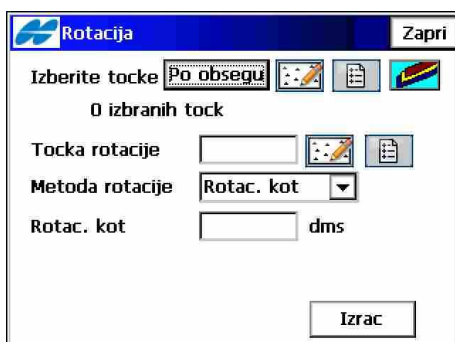 Rotacija Zapri
Izberite tocke Po obsegu
0 izbranih tock
Tocka rotacije
Metoda rotacije Rotac. kot
Rotac. kot dms
Izrac